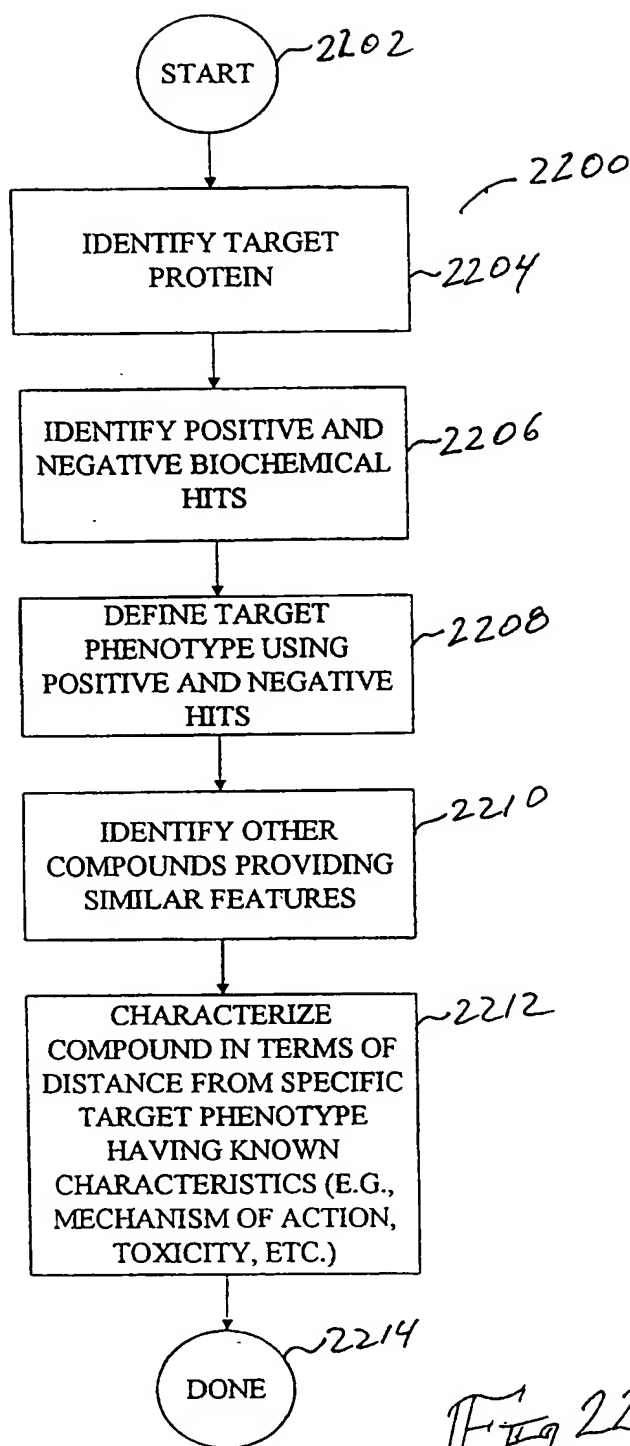 START
2202
2200
IDENTIFY TARGET
PROTEIN
2204
IDENTIFY POSITIVE AND
NEGATIVE BIOCHEMICAL
HITS
2206
DEFINE TARGET
PHENOTYPE USING
POSITIVE AND NEGATIVE
HITS
2208
IDENTIFY OTHER
COMPOUNDS PROVIDING
SIMILAR FEATURES
2210
CHARACTERIZE
COMPOUND IN TERMS OF
DISTANCE FROM SPECIFIC
TARGET PHENOTYPE
HAVING KNOWN
CHARACTERISTICS (E.G.,
MECHANISM OF ACTION,
TOXICITY, ETC.)
2212
DONE
2214
Fig 22